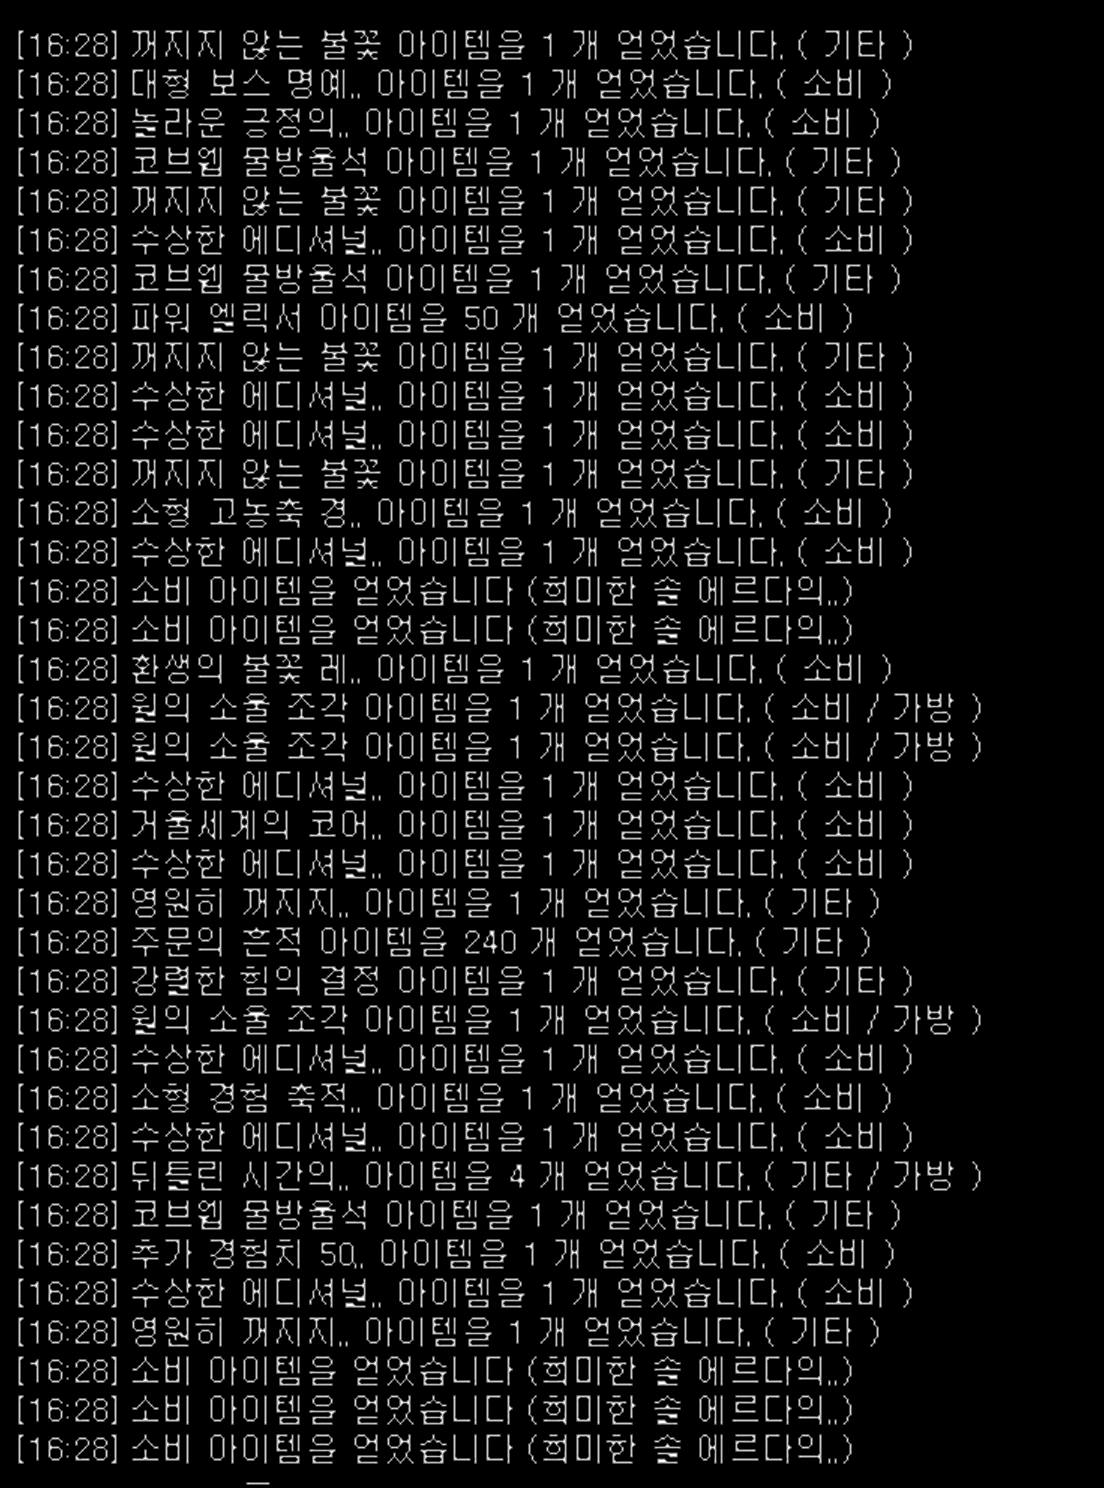 [16:28] 꺼지지 않는 불꽃 아이템을 1 개 얻었습니다. ( 기타 )
[16:28] 대형 보스 명예.. 아이템을 1 개 얻었습니다. ( 소비 )
[16:28] 놀라운 긍정의.. 아이템을 1 개 얻었습니다. ( 소비 )
[16:28] 코브웹 물방울석 아이템을 1 개 얻었습니다. ( 기타 )
[16:28] 꺼지지 않는 불꽃 아이템을 1 개 얻었습니다. ( 기타 )
[16:28] 수상한 에디셔널.. 아이템을 1 개 얻었습니다. ( 소비 )
[16:28] 코브웹 물방울석 아이템을 1 개 얻었습니다. ( 기타 )
[16:28] 파워 엘릭서 아이템을 50 개 얻었습니다. ( 소비 )
[16:28] 꺼지지 않는 불꽃 아이템을 1 개 얻었습니다. ( 기타 )
[16:28] 수상한 에디셔널.. 아이템을 1 개 얻었습니다. ( 소비 )
[16:28] 수상한 에디셔널.. 아이템을 1 개 얻었습니다. ( 소비 )
[16:28] 꺼지지 않는 불꽃 아이템을 1 개 얻었습니다. ( 기타 )
[16:28] 소형 고농축 경.. 아이템을 1 개 얻었습니다. ( 소비 )
[16:28] 수상한 에디셔널.. 아이템을 1 개 얻었습니다. ( 소비 )
[16:28] 소비 아이템을 얻었습니다 (희미한 솔 에르다의..)
[16:28] 소비 아이템을 얻었습니다 (희미한 솔 에르다의..)
[16:28] 환생의 불꽃 레.. 아이템을 1 개 얻었습니다. ( 소비 )
[16:28] 윌의 소울 조각 아이템을 1 개 얻었습니다. ( 소비 / 가방 )
[16:28] 윌의 소울 조각 아이템을 1 개 얻었습니다. ( 소비 / 가방 )
[16:28] 수상한 에디셔널.. 아이템을 1 개 얻었습니다. ( 소비 )
[16:28] 거울세계의 코어.. 아이템을 1 개 얻었습니다. ( 소비 )
[16:28] 수상한 에디셔널.. 아이템을 1 개 얻었습니다. ( 소비 )
[16:28] 영원히 꺼지지.. 아이템을 1 개 얻었습니다. ( 기타 )
[16:28] 주문의 흔적 아이템을 240 개 얻었습니다. ( 기타 )
[16:28] 강렬한 힘의 결정 아이템을 1 개 얻었습니다. ( 기타 )
[16:28] 윌의 소울 조각 아이템을 1 개 얻었습니다. ( 소비 / 가방 )
[16:28] 수상한 에디셔널.. 아이템을 1 개 얻었습니다. ( 소비 )
[16:28] 소형 경험 축적.. 아이템을 1 개 얻었습니다. ( 소비 )
[16:28] 수상한 에디셔널.. 아이템을 1 개 얻었습니다. ( 소비 )
[16:28] 뒤틀린 시간의.. 아이템을 4 개 얻었습니다. ( 기타 / 가방 )
[16:28] 코브웹 물방울석 아이템을 1 개 얻었습니다. ( 기타 )
[16:28] 추가 경험치 50.. 아이템을 1 개 얻었습니다. ( 소비 )
[16:28] 수상한 에디셔널.. 아이템을 1 개 얻었습니다. ( 소비 )
[16:28] 영원히 꺼지지.. 아이템을 1 개 얻었습니다. ( 기타 )
[16:28] 소비 아이템을 얻었습니다 (희미한 솔 에르다의..)
[16:28] 소비 아이템을 얻었습니다 (희미한 솔 에르다의..)
[16:28] 소비 아이템을 얻었습니다 (희미한 솔 에르다의..)